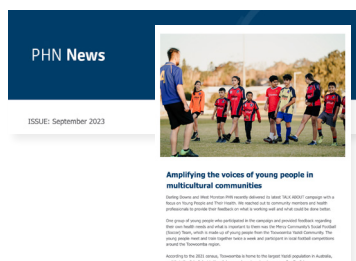 PHN News
ISSUE: September 2023
Amplifying the voices of young people in
multicultural communities
Darling Downs and West Moreton PHN recently delivered its latest TALK ABOUT campaign with a
focus on Young People and Their Health. We reached out to community members and health
professionals to provide their feedback on what is working well and what could be done better.
One group of young people who participated in the campaign and provided feedback regarding
their own health needs and what is important to them was the Mercy Community's Social Football
(Soccer) Team, which is made up of young people from the Toowoomba Yazidi Community. The
young people meet and train together twice a week and participant in local football competitions
around the Toowoomba region.
According to the 2021 census, Toowoomba is home to the largest Yazidi population in Australia,